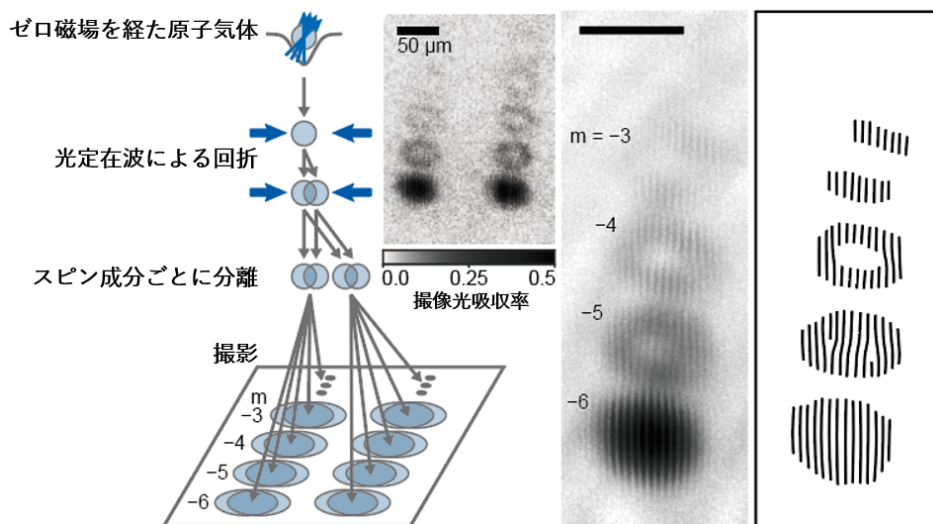 ゼロ磁場を経た原子気体
光定在波による回折
スピン成分ごとに分離
撮影
m
−3
−4
−5
−6
50 μm
0.0 0.25 0.5
撮像光吸収率
m = −3
−4
−5
−6